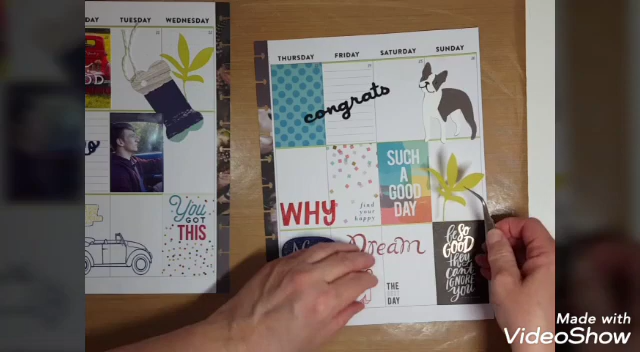 TUESDAY
WEDNESDAY
THURSDAY
FRIDAY
SATURDAY
SUNDAY
congrats
WHY
find
your
happy
SUCH
A
GOOD
DAY
You
GOT
THIS
Dream
THE
DAY
be so
GOOD
they
can't
IGNORE
YOU
Made with
VideoShow